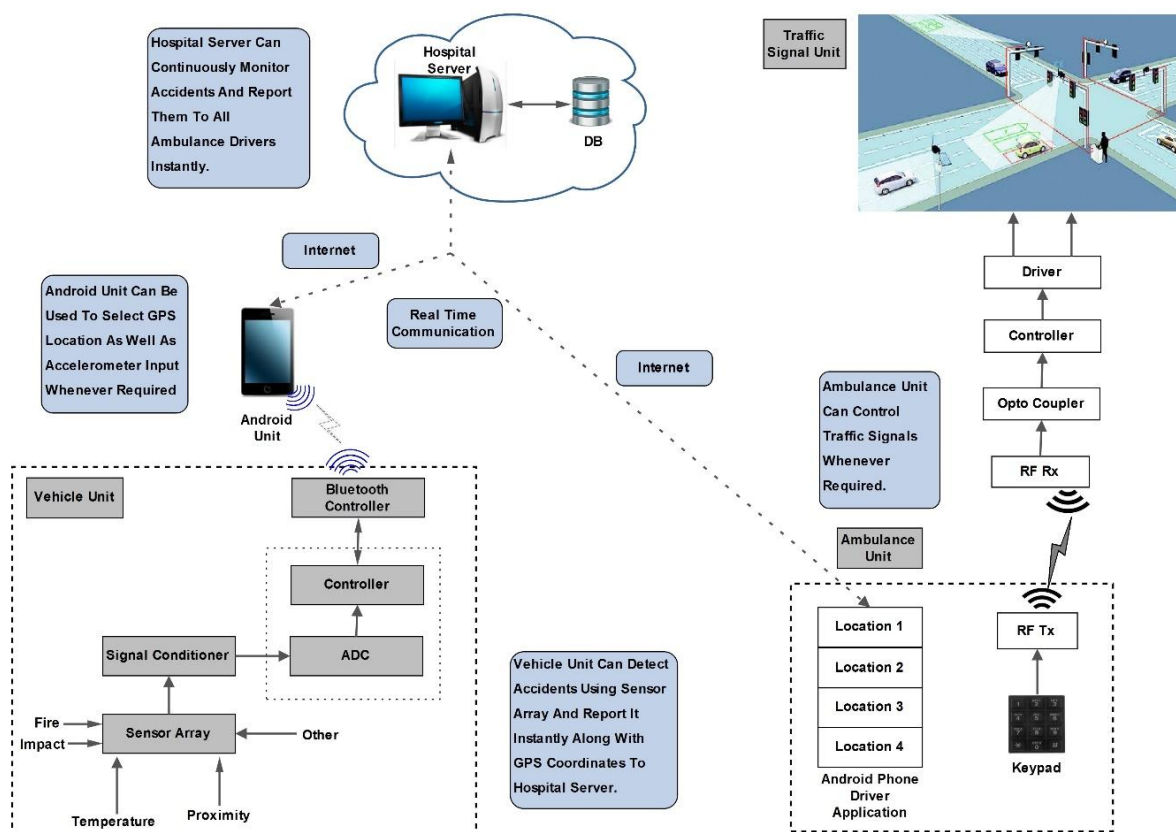 Hospital Server Can
Continuously Monitor
Accidents And Report
Them To All
Ambulance Drivers
Instantly.
Hospital
Server
DB
Traffic
Signal Unit
Internet
Android Unit Can Be
Used To Select GPS
Location As Well As
Accelerometer Input
Whenever Required
Android
Unit
Real Time
Communication
Internet
Driver
Controller
Opto Coupler
RF Rx
Ambulance Unit
Can Control
Traffic Signals
Whenever
Required.
Vehicle Unit
Bluetooth
Controller
Controller
Signal Conditioner
ADC
Fire
Impact
Sensor Array
Other
Temperature
Proximity
Vehicle Unit Can Detect
Accidents Using Sensor
Array And Report It
Instantly Along With
GPS Coordinates To
Hospital Server.
Ambulance
Unit
Location 1
Location 2
Location 3
Location 4
Android Phone
Driver
Application
RF Tx
Keypad